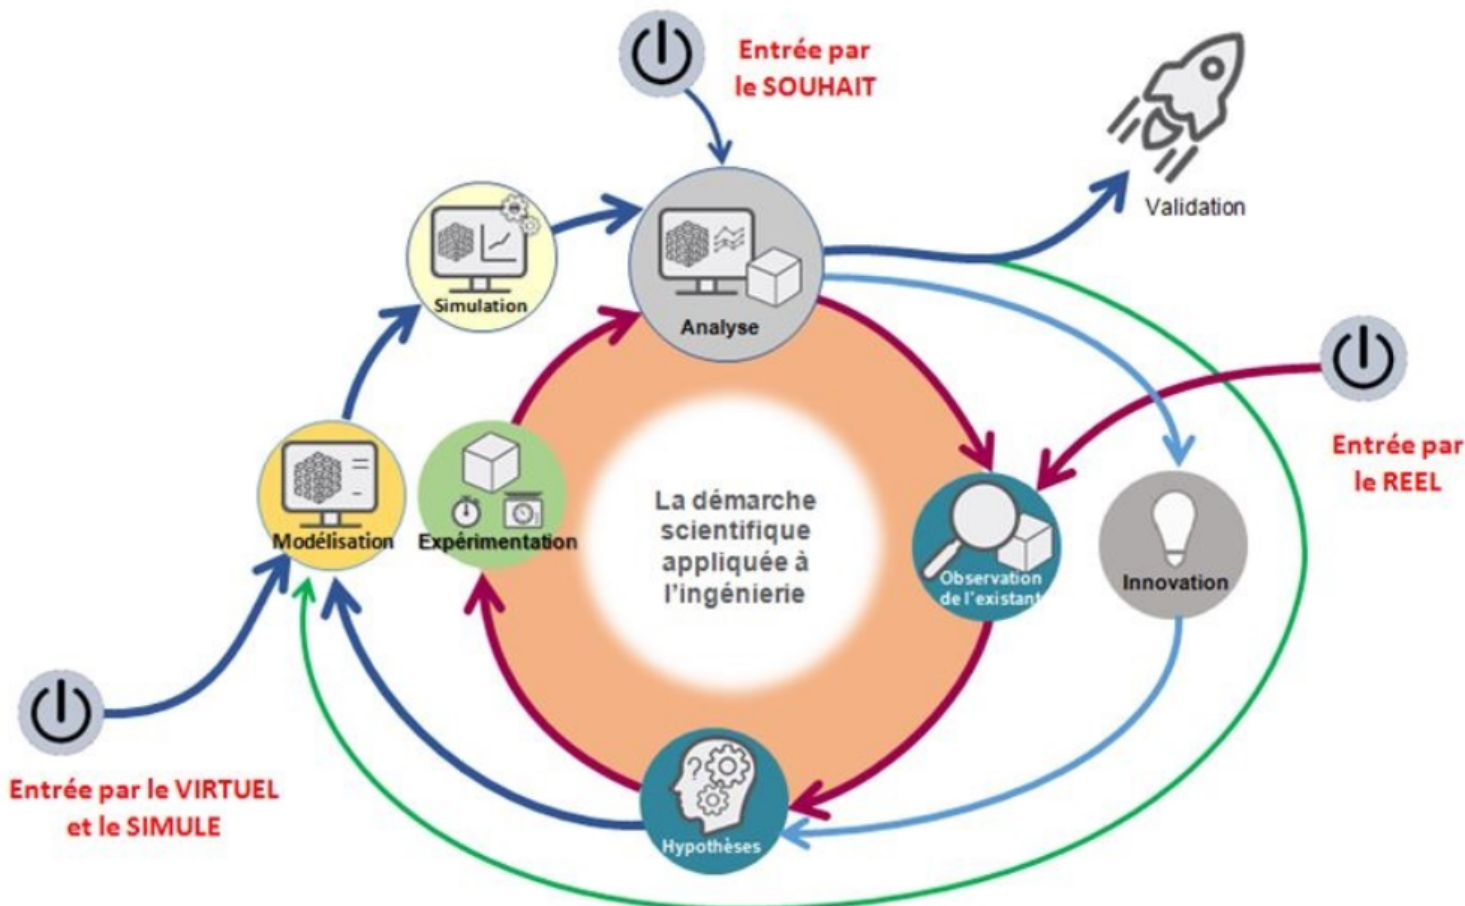 Entrée par
le SOUHAIT
Validation
Simulation
Analyse
Entrée par
le REEL
La démarche
scientifique
appliquée à
l'ingénierie
Modélisation
Expérimentation
Observation
de l'existant
Innovation
Entrée par le VIRTUEL
et le SIMULE
?
Hypothèses